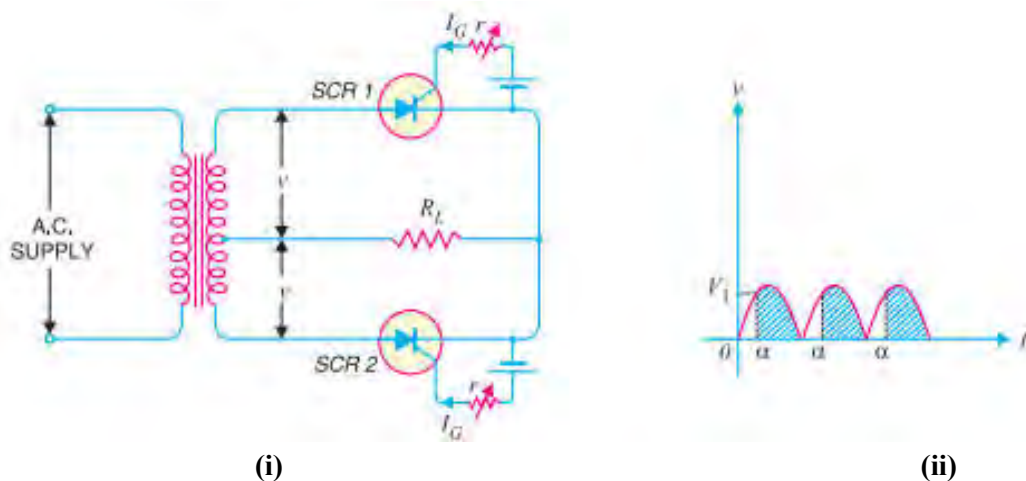 I_G r
SCR 1
v
R_L
A.C.
SUPPLY
v
SCR 2
r
I_G
(i)
v
V_1
0 α α α t
(ii)